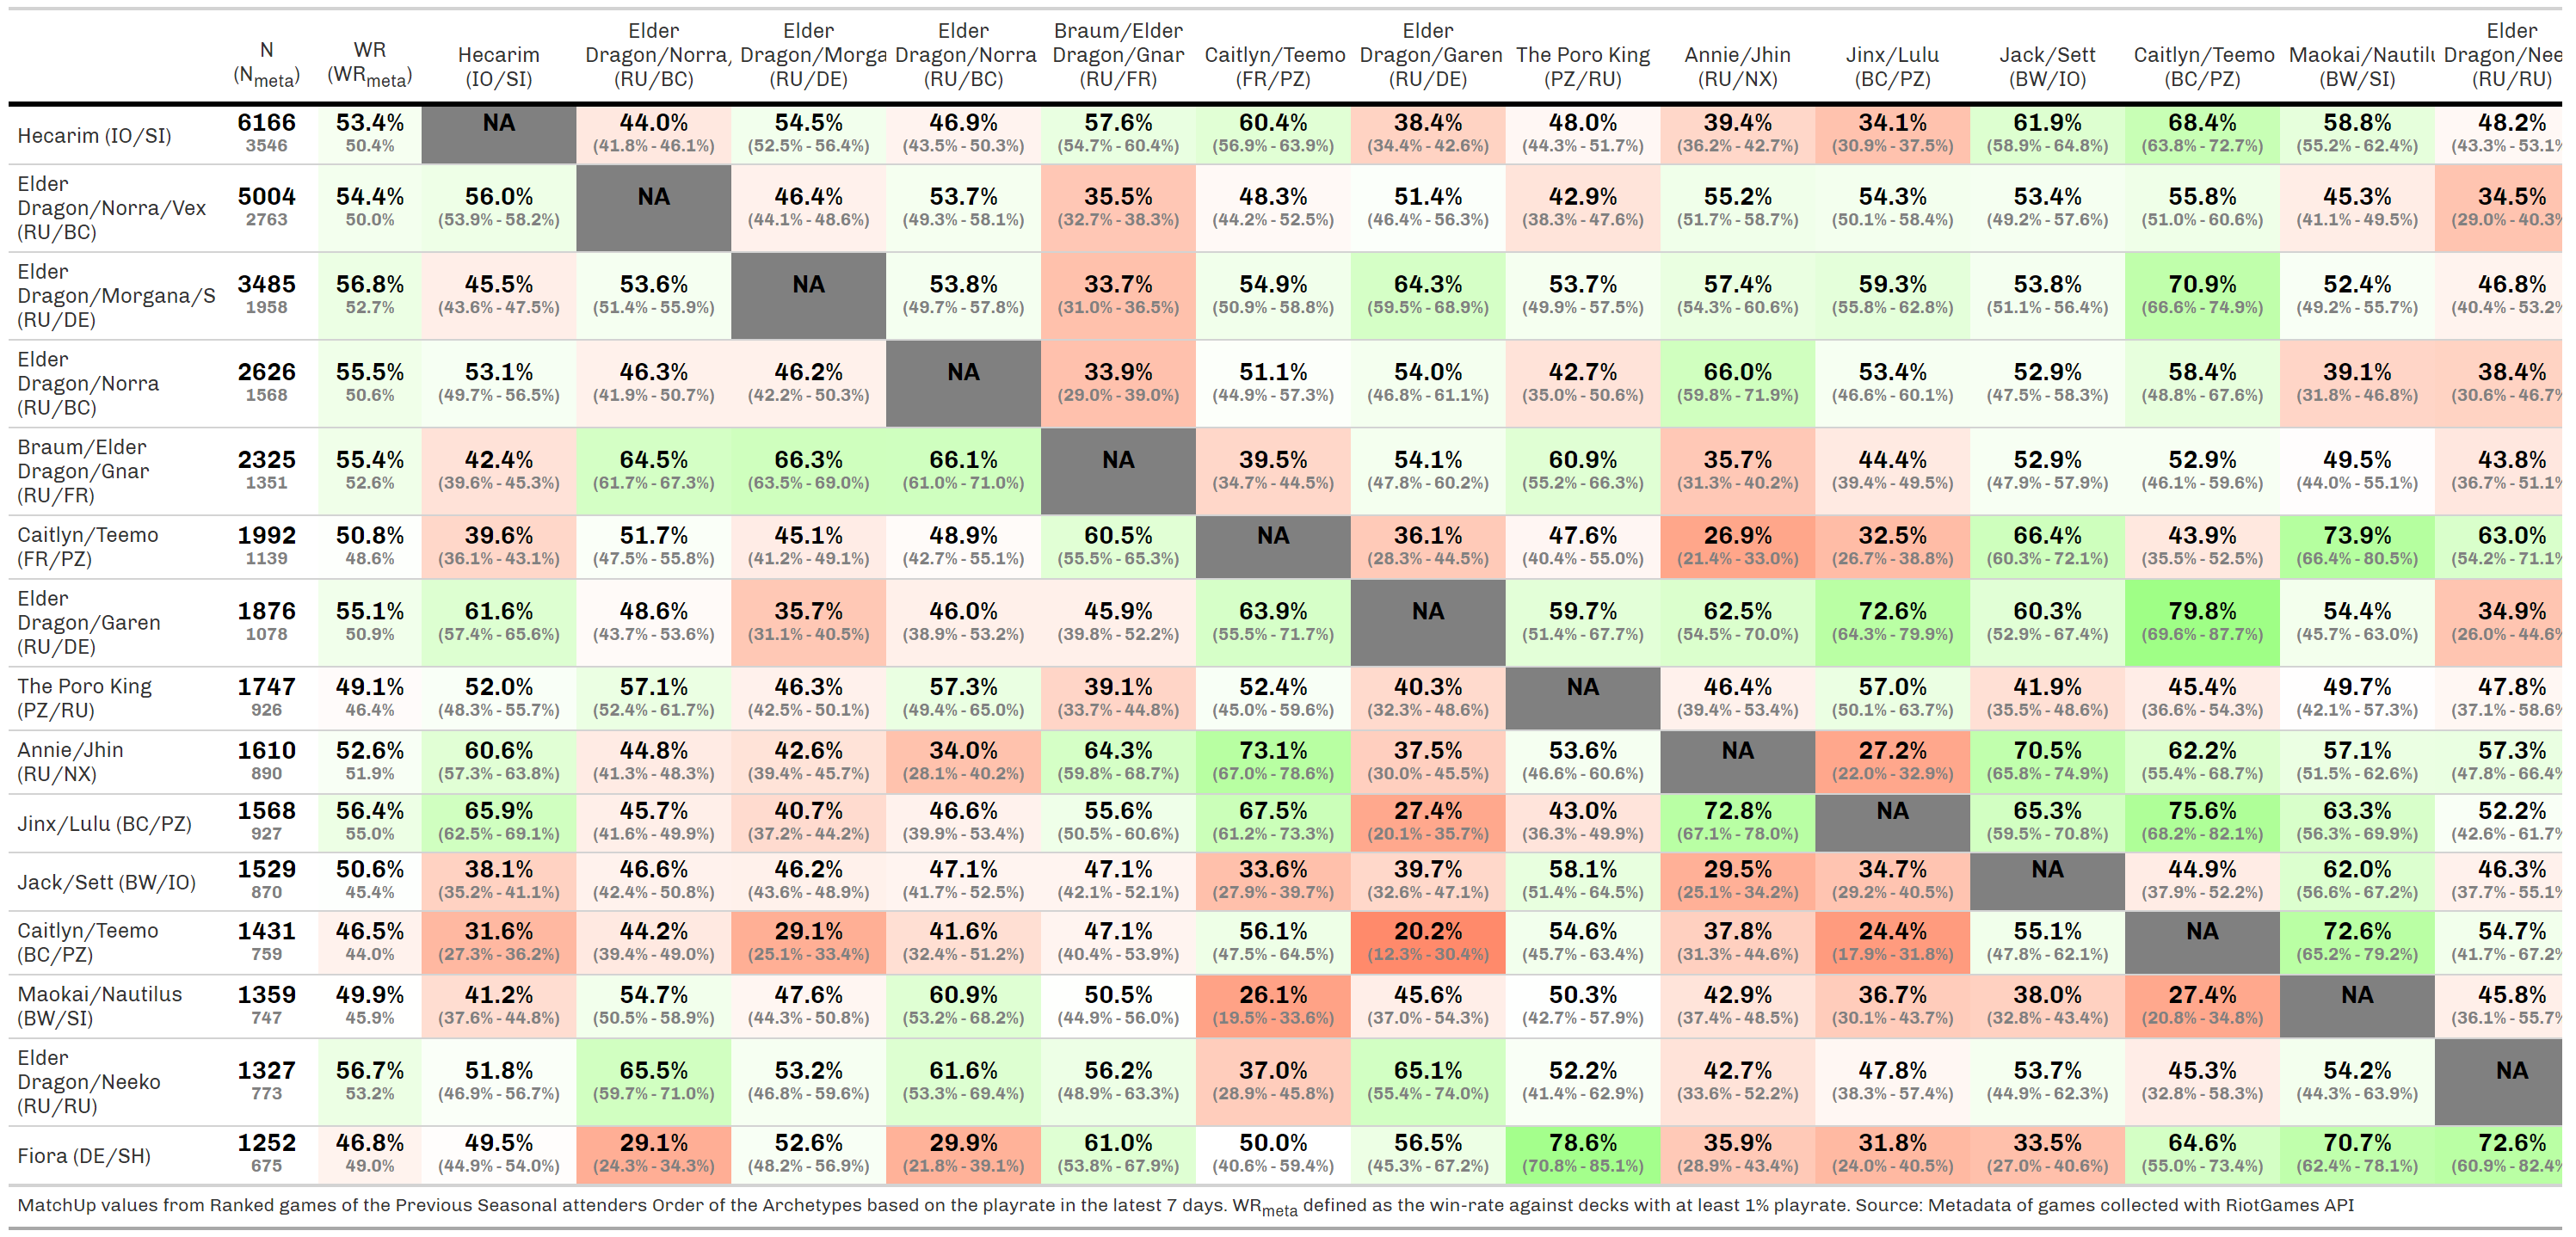 Elder Elder Elder Braum/Elder Elder Elder
N WR Hecarim Dragon/Norra, Dragon/Morga Dragon/Norra Dragon/Gnar Caitlyn/Teemo Dragon/Garen The Poro King Annie/Jhin Jinx/Lulu Jack/Sett Caitlyn/Teemo Maokai/Nautilu Dragon/Nee
(Nmeta) (WRmeta) (IO/SI) (RU/BC) (RU/DE) (RU/BC) (RU/FR) (FR/PZ) (RU/DE) (PZ/RU) (RU/NX) (BC/PZ) (BW/IO) (BC/PZ) (BW/SI) (RU/RU)
Hecarim (IO/SI) 6166 53.4% NA 44.0% 54.5% 46.9% 57.6% 60.4% 38.4% 48.0% 39.4% 34.1% 61.9% 68.4% 58.8% 48.2%
3546 50.4% (41.8% - 46.1%) (52.5% - 56.4%) (43.5% - 50.3%) (54.7% - 60.4%) (56.9% - 63.9%) (34.4% - 42.6%) (44.3% - 51.7%) (36.2% - 42.7%) (30.9% - 37.5%) (58.9% - 64.8%) (63.8% - 72.7%) (55.2% - 62.4%) (43.3% - 53.1%
Elder
Dragon/Norra/Vex
(RU/BC)
5004 54.4% 56.0% NA 46.4% 53.7% 35.5% 48.3% 51.4% 42.9% 55.2% 54.3% 53.4% 55.8% 45.3% 34.5%
2763 50.0% (53.9% - 58.2%) (44.1% - 48.6%) (49.3% - 58.1%) (32.7% - 38.3%) (44.2% - 52.5%) (46.4% - 56.3%) (38.3% - 47.6%) (51.7% - 58.7%) (50.1% - 58.4%) (49.2% - 57.6%) (51.0% - 60.6%) (41.1% - 49.5%) (29.0% - 40.3%
Elder
Dragon/Morgana/S
(RU/DE)
3485 56.8% 45.5% 53.6% NA 53.8% 33.7% 54.9% 64.3% 53.7% 57.4% 59.3% 53.8% 70.9% 52.4% 46.8%
1958 52.7% (43.6% - 47.5%) (51.4% - 55.9%) (49.7% - 57.8%) (31.0% - 36.5%) (50.9% - 58.8%) (59.5% - 68.9%) (49.9% - 57.5%) (54.3% - 60.6%) (55.8% - 62.8%) (51.1% - 56.4%) (66.6% - 74.9%) (49.2% - 55.7%) (40.4% - 53.2%
Elder
Dragon/Norra
(RU/BC)
2626 55.5% 53.1% 46.3% 46.2% NA 33.9% 51.1% 54.0% 42.7% 66.0% 53.4% 52.9% 58.4% 39.1% 38.4%
1568 50.6% (49.7% - 56.5%) (41.9% - 50.7%) (42.2% - 50.3%) (29.0% - 39.0%) (44.9% - 57.3%) (46.8% - 61.1%) (35.0% - 50.6%) (59.8% - 71.9%) (46.6% - 60.1%) (47.5% - 58.3%) (48.8% - 67.6%) (31.8% - 46.8%) (30.6% - 46.7%
Braum/Elder
Dragon/Gnar
(RU/FR)
2325 55.4% 42.4% 64.5% 66.3% 66.1% NA 39.5% 54.1% 60.9% 35.7% 44.4% 52.9% 52.9% 49.5% 43.8%
1351 52.6% (39.6% - 45.3%) (61.7% - 67.3%) (63.5% - 69.0%) (61.0% - 71.0%) (34.7% - 44.5%) (47.8% - 60.2%) (55.2% - 66.3%) (31.3% - 40.2%) (39.4% - 49.5%) (47.9% - 57.9%) (46.1% - 59.6%) (44.0% - 55.1%) (36.7% - 51.1%
Caitlyn/Teemo 1992 50.8% 39.6% 51.7% 45.1% 48.9% 60.5% NA 36.1% 47.6% 26.9% 32.5% 66.4% 43.9% 73.9% 63.0%
(FR/PZ) 1139 48.6% (36.1% - 43.1%) (47.5% - 55.8%) (41.2% - 49.1%) (42.7% - 55.1%) (55.5% - 65.3%) (28.3% - 44.5%) (40.4% - 55.0%) (21.4% - 33.0%) (26.7% - 38.8%) (60.3% - 72.1%) (35.5% - 52.5%) (66.4% - 80.5%) (54.2% - 71.1%
Elder
Dragon/Garen
(RU/DE)
1876 55.1% 61.6% 48.6% 35.7% 46.0% 45.9% 63.9% NA 59.7% 62.5% 72.6% 60.3% 79.8% 54.4% 34.9%
1078 50.9% (57.4% - 65.6%) (43.7% - 53.6%) (31.1% - 40.5%) (38.9% - 53.2%) (39.8% - 52.2%) (55.5% - 71.7%) (51.4% - 67.7%) (54.5% - 70.0%) (64.3% - 79.9%) (52.9% - 67.4%) (69.6% - 87.7%) (45.7% - 63.0%) (26.0% - 44.6%
The Poro King 1747 49.1% 52.0% 57.1% 46.3% 57.3% 39.1% 52.4% 40.3% NA 46.4% 57.0% 41.9% 45.4% 49.7% 47.8%
(PZ/RU) 926 46.4% (48.3% - 55.7%) (52.4% - 61.7%) (42.5% - 50.1%) (49.4% - 65.0%) (33.7% - 44.8%) (45.0% - 59.6%) (32.3% - 48.6%) (39.4% - 53.4%) (50.1% - 63.7%) (35.5% - 48.6%) (36.6% - 54.3%) (42.1% - 57.3%) (37.1% - 58.6%
Annie/Jhin 1610 52.6% 60.6% 44.8% 42.6% 34.0% 64.3% 73.1% 37.5% 53.6% NA 27.2% 70.5% 62.2% 57.1% 57.3%
(RU/NX) 890 51.9% (57.3% - 63.8%) (41.3% - 48.3%) (39.4% - 45.7%) (28.1% - 40.2%) (59.8% - 68.7%) (67.0% - 78.6%) (30.0% - 45.5%) (46.6% - 60.6%) (22.0% - 32.9%) (65.8% - 74.9%) (55.4% - 68.7%) (51.5% - 62.6%) (47.8% - 66.4%
Jinx/Lulu (BC/PZ) 1568 56.4% 65.9% 45.7% 40.7% 46.6% 55.6% 67.5% 27.4% 43.0% 72.8% NA 65.3% 75.6% 63.3% 52.2%
927 55.0% (62.5% - 69.1%) (41.6% - 49.9%) (37.2% - 44.2%) (39.9% - 53.4%) (50.5% - 60.6%) (61.2% - 73.3%) (20.1% - 35.7%) (36.3% - 49.9%) (67.1% - 78.0%) (59.5% - 70.8%) (68.2% - 82.1%) (56.3% - 69.9%) (42.6% - 61.7%
Jack/Sett (BW/IO) 1529 50.6% 38.1% 46.6% 46.2% 47.1% 47.1% 33.6% 39.7% 58.1% 29.5% 34.7% NA 44.9% 62.0% 46.3%
870 45.4% (35.2% - 41.1%) (42.4% - 50.8%) (43.6% - 48.9%) (41.7% - 52.5%) (42.1% - 52.1%) (27.9% - 39.7%) (32.6% - 47.1%) (51.4% - 64.5%) (25.1% - 34.2%) (29.2% - 40.5%) (37.9% - 52.2%) (56.6% - 67.2%) (37.7% - 55.1%
Caitlyn/Teemo 1431 46.5% 31.6% 44.2% 29.1% 41.6% 47.1% 56.1% 20.2% 54.6% 37.8% 24.4% 55.1% NA 72.6% 54.7%
(BC/PZ) 759 44.0% (27.3% - 36.2%) (39.4% - 49.0%) (25.1% - 33.4%) (32.4% - 51.2%) (40.4% - 53.9%) (47.5% - 64.5%) (12.3% - 30.4%) (45.7% - 63.4%) (31.3% - 44.6%) (17.9% - 31.8%) (47.8% - 62.1%) (65.2% - 79.2%) (41.7% - 67.2%
Maokai/Nautilus 1359 49.9% 41.2% 54.7% 47.6% 60.9% 50.5% 26.1% 45.6% 50.3% 42.9% 36.7% 38.0% 27.4% NA 45.8%
(BW/SI) 747 45.9% (37.6% - 44.8%) (50.5% - 58.9%) (44.3% - 50.8%) (53.2% - 68.2%) (44.9% - 56.0%) (19.5% - 33.6%) (37.0% - 54.3%) (42.7% - 57.9%) (37.4% - 48.5%) (30.1% - 43.7%) (32.8% - 43.4%) (20.8% - 34.8%) (36.1% - 55.7%
Elder
Dragon/Neeko
(RU/RU)
1327 56.7% 51.8% 65.5% 53.2% 61.6% 56.2% 37.0% 65.1% 52.2% 42.7% 47.8% 53.7% 45.3% 54.2% NA
773 53.2% (46.9% - 56.7%) (59.7% - 71.0%) (46.8% - 59.6%) (53.3% - 69.4%) (48.9% - 63.3%) (28.9% - 45.8%) (55.4% - 74.0%) (41.4% - 62.9%) (33.6% - 52.2%) (38.3% - 57.4%) (44.9% - 62.3%) (32.8% - 58.3%) (44.3% - 63.9%)
Fiora (DE/SH) 1252 46.8% 49.5% 29.1% 52.6% 29.9% 61.0% 50.0% 56.5% 78.6% 35.9% 31.8% 33.5% 64.6% 70.7% 72.6%
675 49.0% (44.9% - 54.0%) (24.3% - 34.3%) (48.2% - 56.9%) (21.8% - 39.1%) (53.8% - 67.9%) (40.6% - 59.4%) (45.3% - 67.2%) (70.8% - 85.1%) (28.9% - 43.4%) (24.0% - 40.5%) (27.0% - 40.6%) (55.0% - 73.4%) (62.4% - 78.1%) (60.9% - 82.4%
MatchUp values from Ranked games of the Previous Seasonal attenders Order of the Archetypes based on the playrate in the latest 7 days. WRmeta defined as the win-rate against decks with at least 1% playrate. Source: Metadata of games collected with RiotGames API